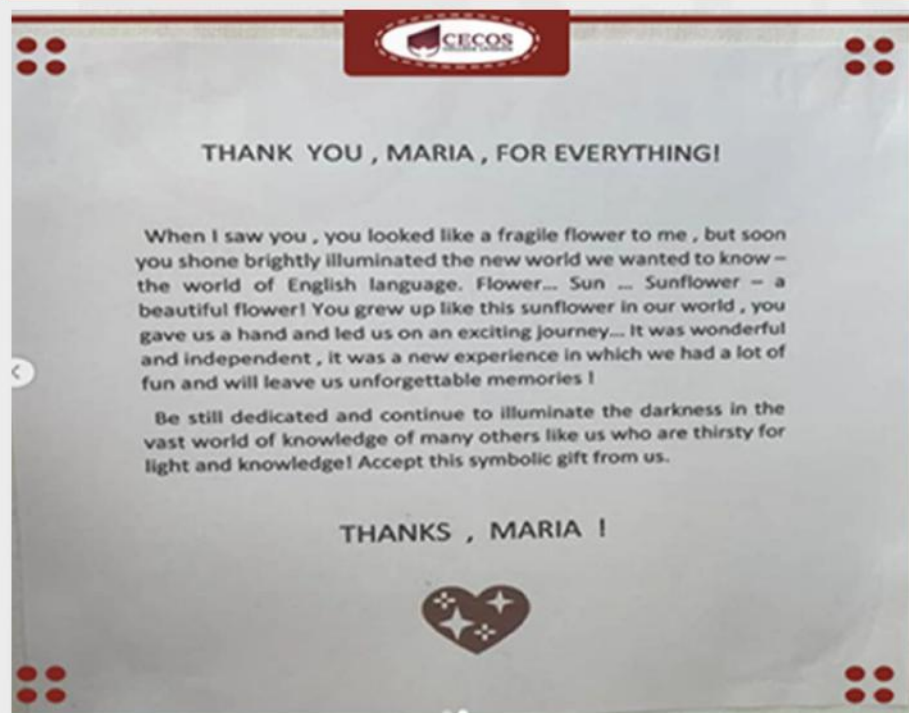 CECOS
COLLEGE LONDON
THANK YOU , MARIA , FOR EVERYTHING!
When I saw you , you looked like a fragile flower to me , but soon
you shone brightly illuminated the new world we wanted to know –
the world of English language. Flower... Sun ... Sunflower – a
beautiful flower! You grew up like this sunflower in our world , you
gave us a hand and led us on an exciting journey... It was wonderful
and independent , it was a new experience in which we had a lot of
fun and will leave us unforgettable memories !
Be still dedicated and continue to illuminate the darkness in the
vast world of knowledge of many others like us who are thirsty for
light and knowledge! Accept this symbolic gift from us.
THANKS , MARIA !